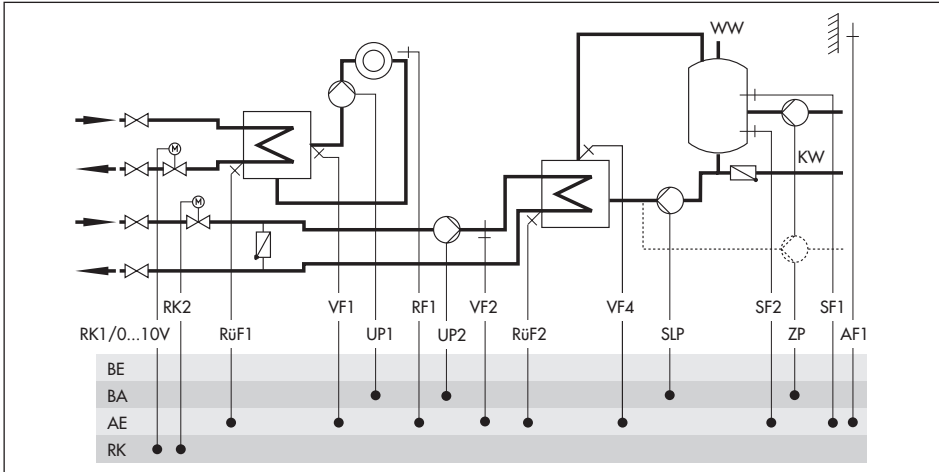 WW
M
KW
M
RK2 VF1 RF1 VF2 VF4 SF2 SF1
RK1/0...10V RüF1 UP1 UP2 RüF2 SLP ZP AF1
BE
BA
AE
RK